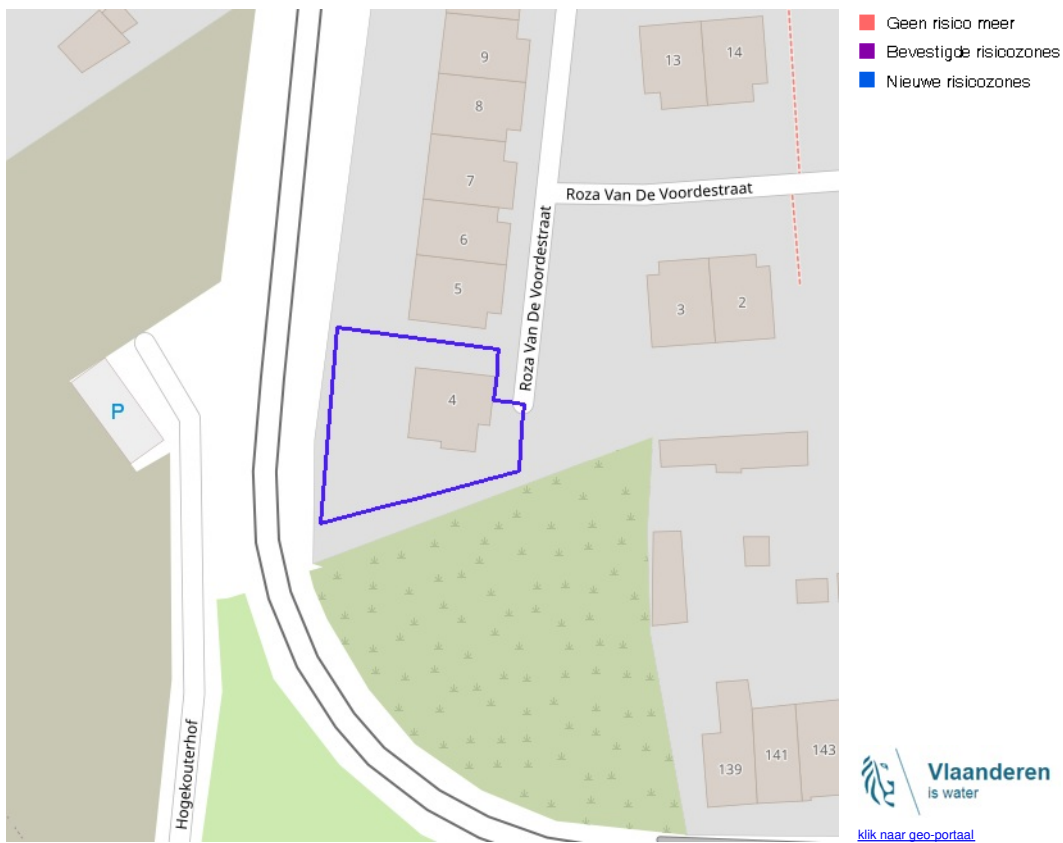 Geen risico meer
Bevestigde risicozones
Nieuwe risicozones
9
13
14
8
7
Roza Van De Voordestraat
6
5
3
2
Roza Van De Voordestraat
4
P
Hogekouterhof
139
141
143
Vlaanderen
is water
klik naar geo-portaal